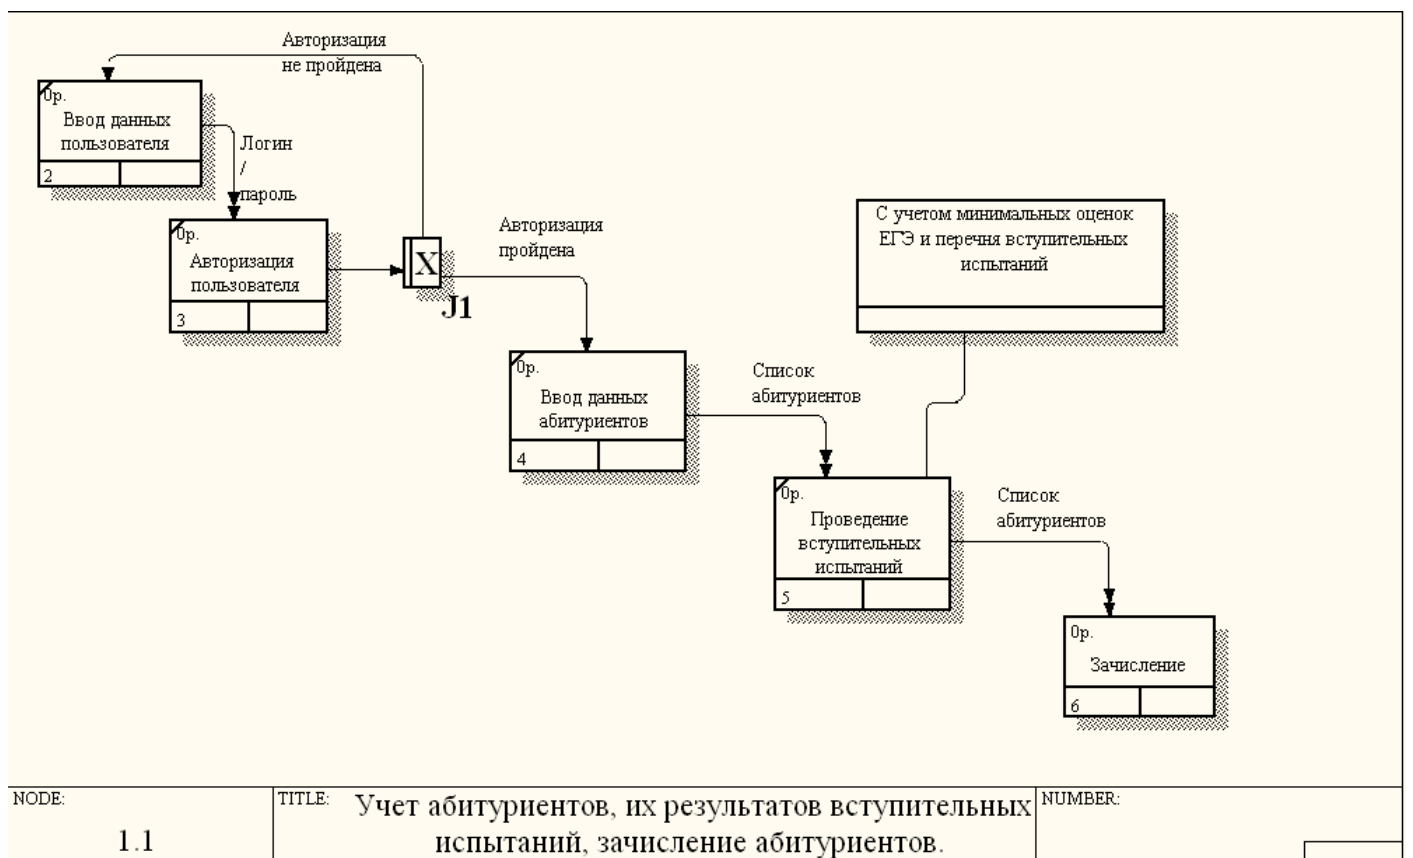 Авторизация
не пройдена
0р.
Ввод данных
пользователя
2
Логин
/
пароль
0р.
Авторизация
пользователя
3
X
J1
Авторизация
пройдена
С учетом минимальных оценок
ЕГЭ и перечня вступительных
испытаний
0р.
Ввод данных
абитуриентов
4
Список
абитуриентов
0р.
Проведение
вступительных
испытаний
5
Список
абитуриентов
0р.
Зачисление
6
NODE:
1.1
TITLE:
Учет абитуриентов, их результатов вступительных
испытаний, зачисление абитуриентов.
NUMBER: